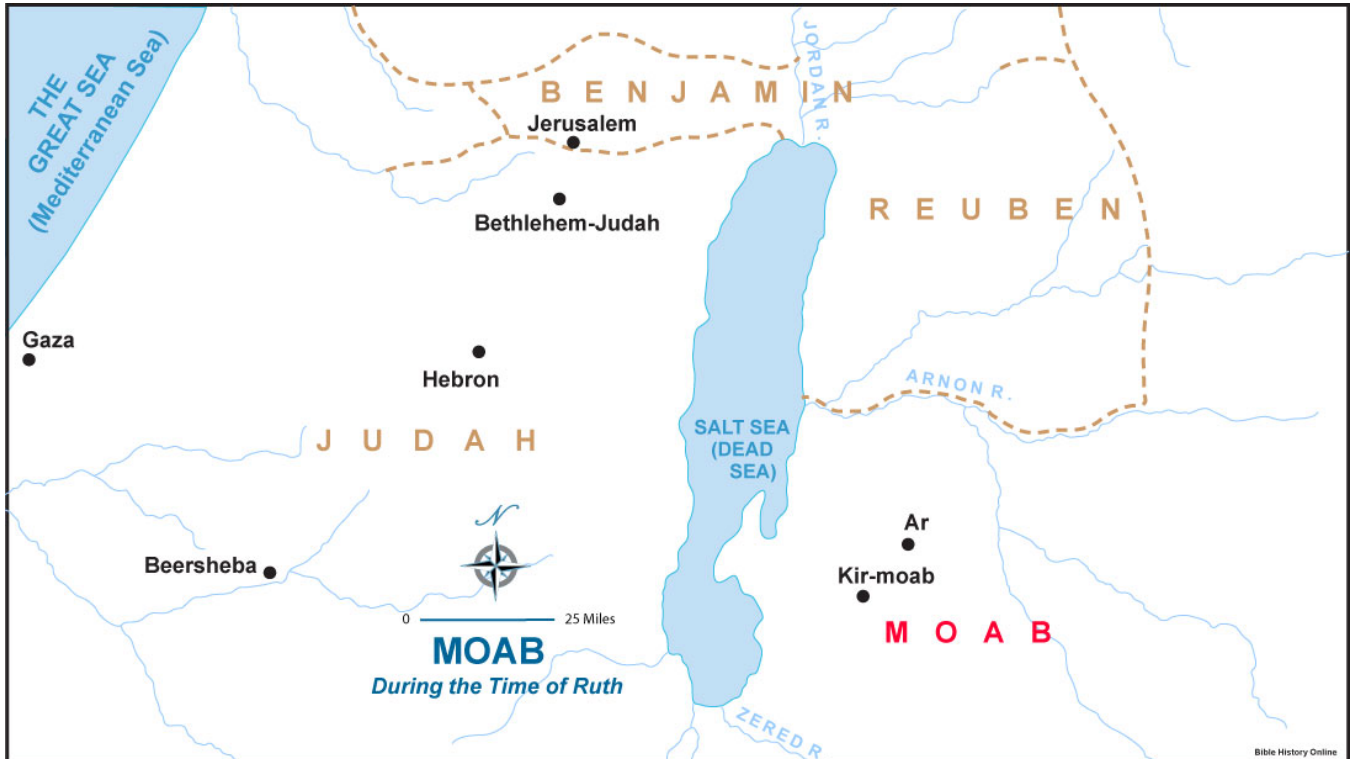 THE
GREAT SEA
(Mediterranean Sea)
JORDAN R.
BENJAMIN
Jerusalem
REUBEN
Bethlehem-Judah
Gaza
Hebron
ARNON R.
JUDAH
SALT SEA
(DEAD
SEA)
N
Ar
Beersheba
Kir-moab
0 25 Miles
MOAB
MOAB
During the Time of Ruth
ZERED R.
Bible History Online